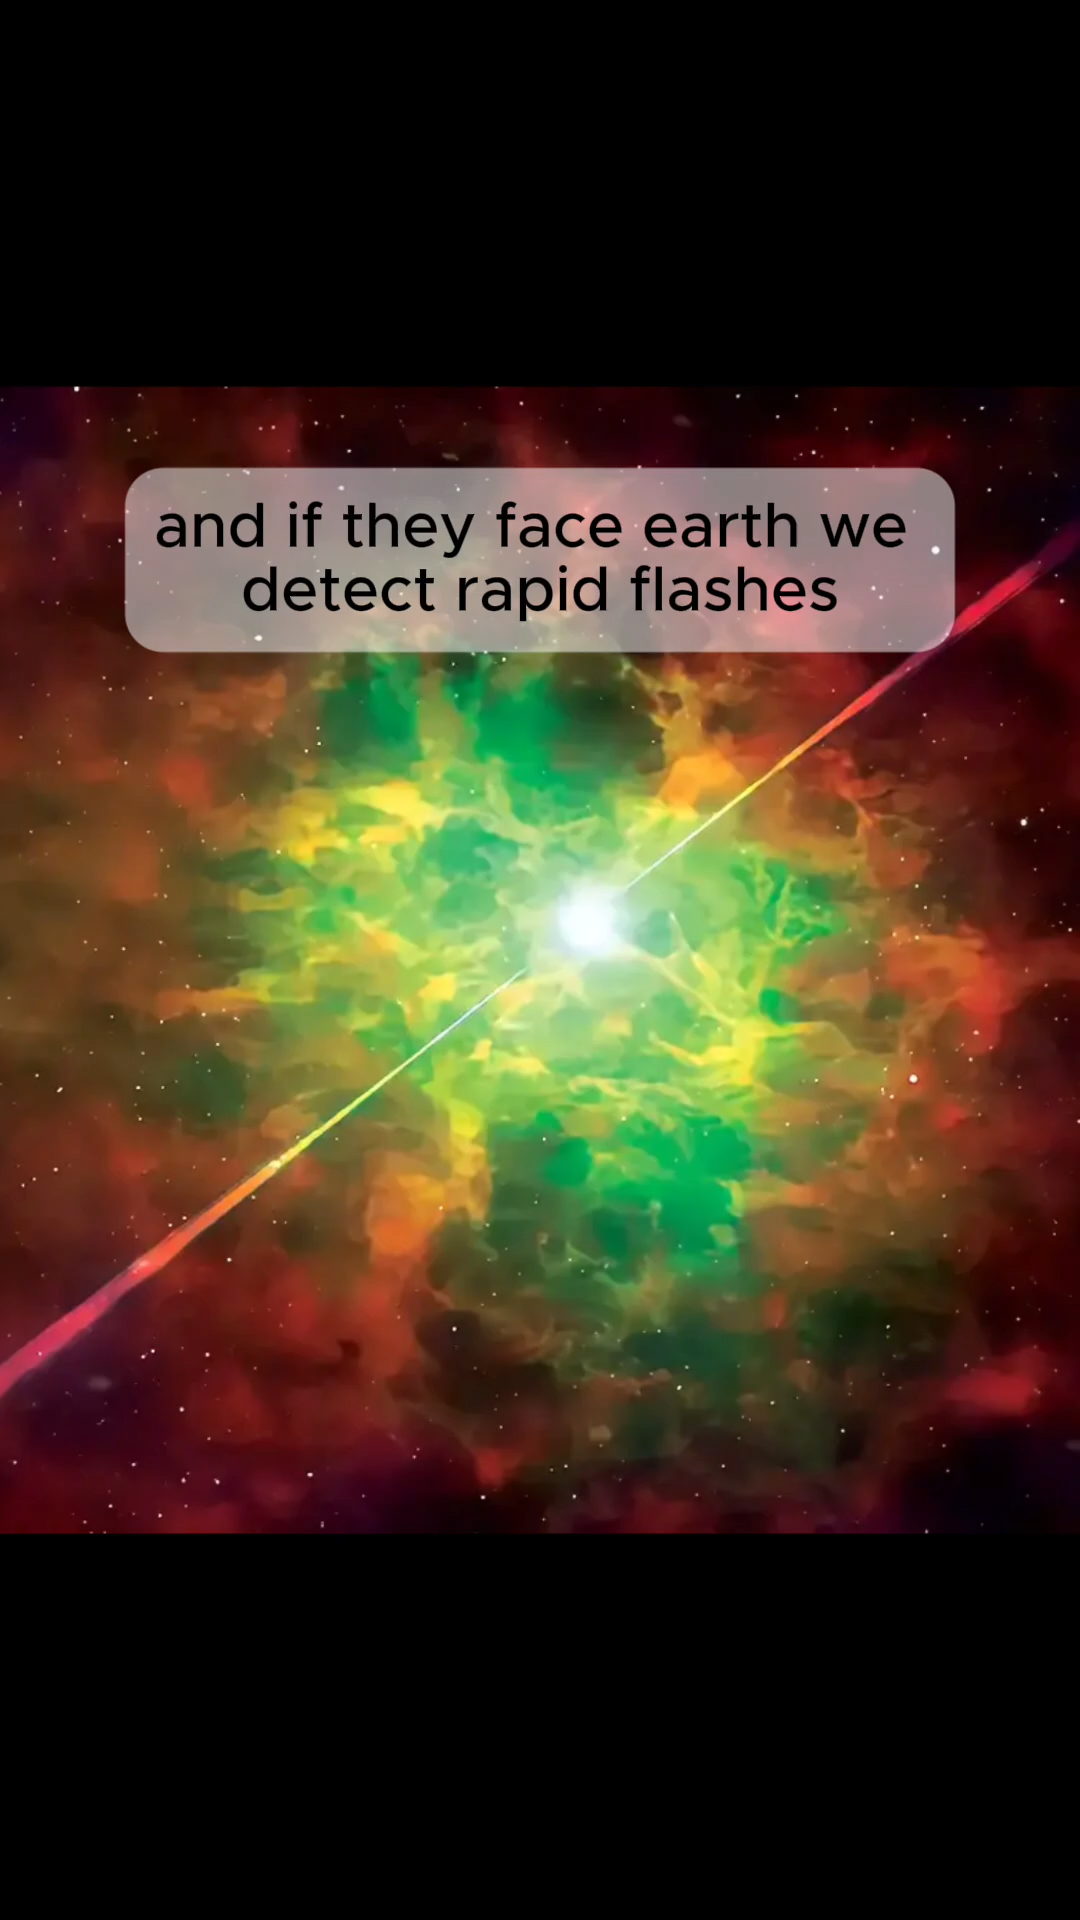 and if they face earth we
detect rapid flashes